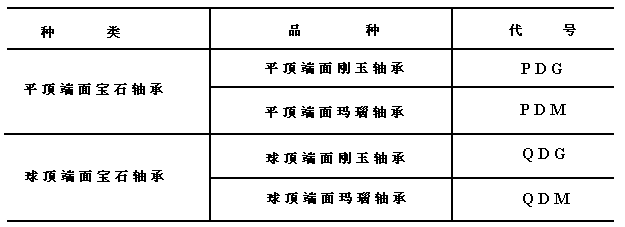 种 类 品 种 代 号
平顶端面刚玉轴承 PDG
平顶端面宝石轴承
平顶端面玛瑙轴承 PDM
球顶端面刚玉轴承 QDG
球顶端面宝石轴承
球顶端面玛瑙轴承 QDM